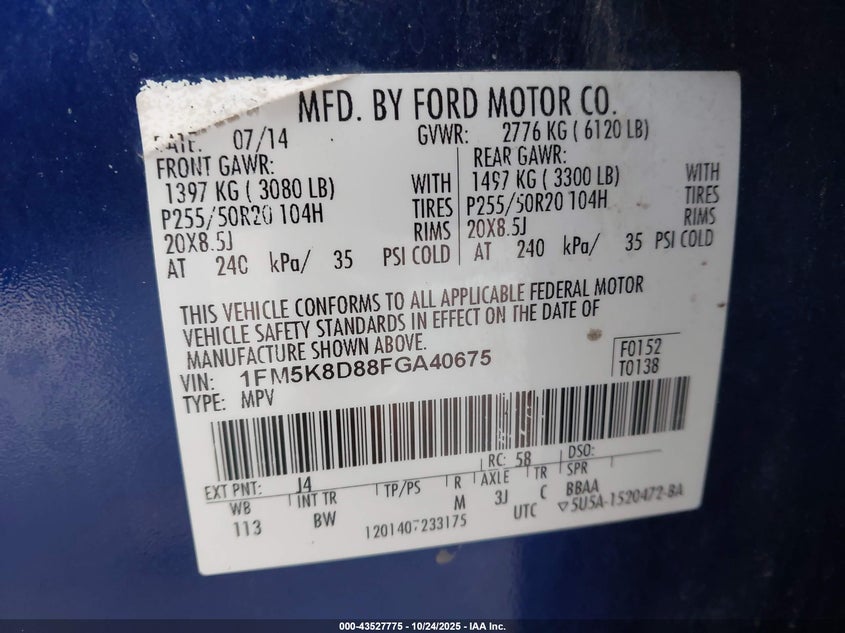 MFD. BY FORD MOTOR CO.
DATE: 07/14 GVWR: 2776 KG ( 6120 LB)
FRONT GAWR: REAR GAWR:
1397 KG ( 3080 LB) WITH 1497 KG ( 3300 LB) WITH
P255/50R20 104H TIRES P255/50R20 104H TIRES
20X8.5J RIMS 20X8.5J RIMS
AT 240 kPa/ 35 PSI COLD AT 240 kPa/ 35 PSI COLD
THIS VEHICLE CONFORMS TO ALL APPLICABLE FEDERAL MOTOR
VEHICLE SAFETY STANDARDS IN EFFECT ON THE DATE OF
MANUFACTURE SHOWN ABOVE.
F0152
VIN: 1FM5K8D88FGA40675 T0138
TYPE: MPV
EXT PNT: J4 RC: 58 DSO:
WB INT TR TP/PS R AXLE TR SPR
113 BW M 3J C BBAA
1201407233175 UTC ▽5U5A-1520472-BA
000-43527775 - 10/24/2025 - IAA Inc.